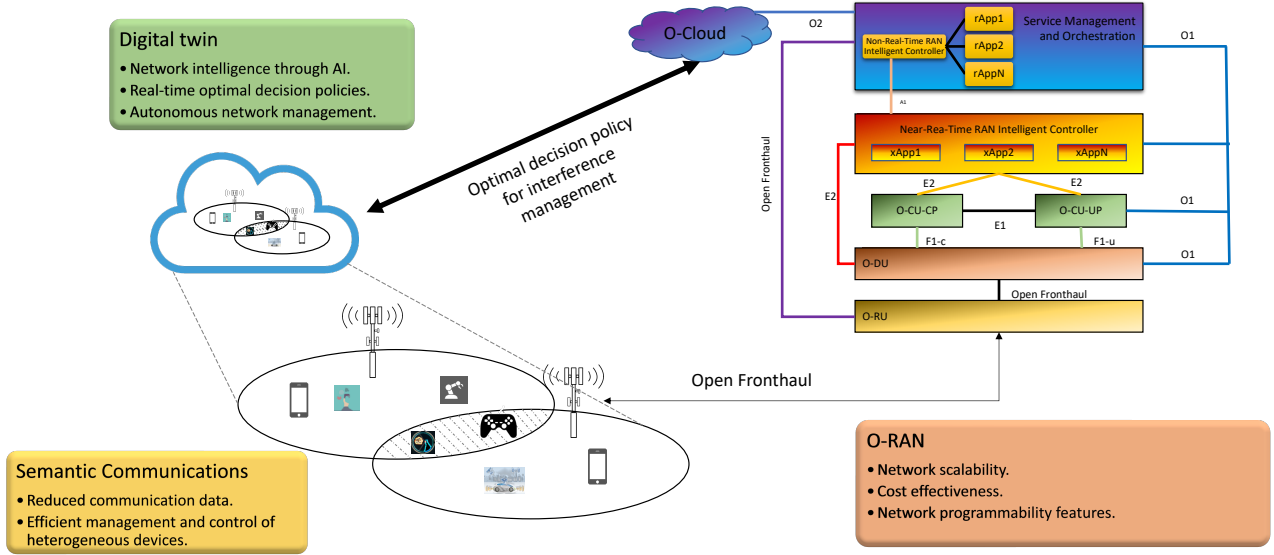 Digital twin
• Network intelligence through AI.
• Real-time optimal decision policies.
• Autonomous network management.
Optimal decision policy
for interference
management
O-Cloud
O2
Service Management
and Orchestration
Non-Real-Time RAN
Intelligent Controller
rApp1
rApp2
rAppN
O1
A1
Open Fronthaul
Near-Rea-Time RAN Intelligent Controller
xApp1
xApp2
xAppN
E2
E2
E2
O-CU-CP
O-CU-UP
E1
O1
F1-c
F1-u
O-DU
O1
Open Fronthaul
O-RU
Open Fronthaul
Semantic Communications
• Reduced communication data.
• Efficient management and control of
heterogeneous devices.
O-RAN
• Network scalability.
• Cost effectiveness.
• Network programmability features.